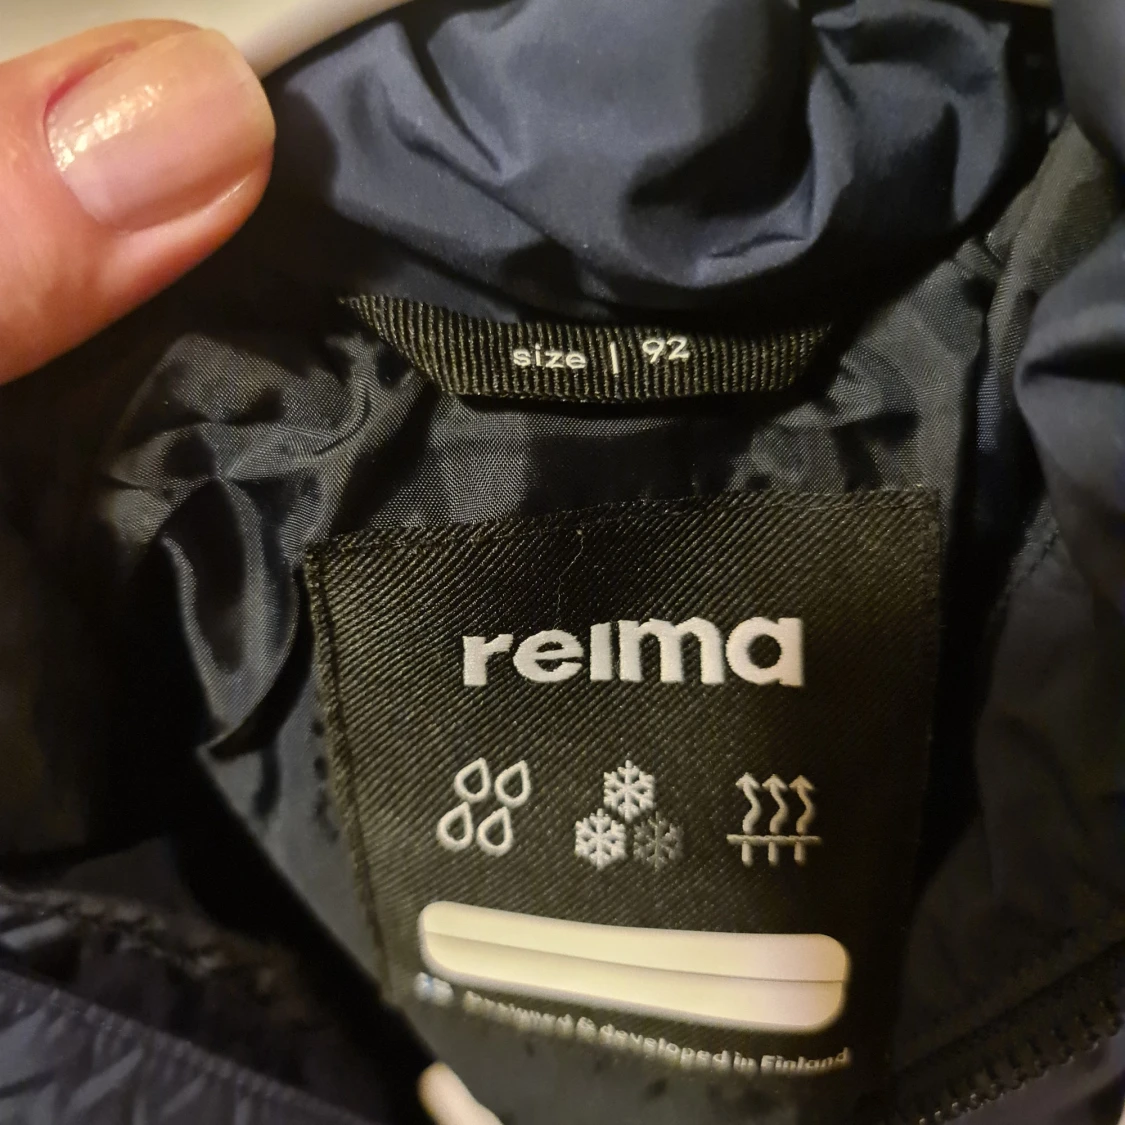 size | 92
reima
Designed & developed in Finland